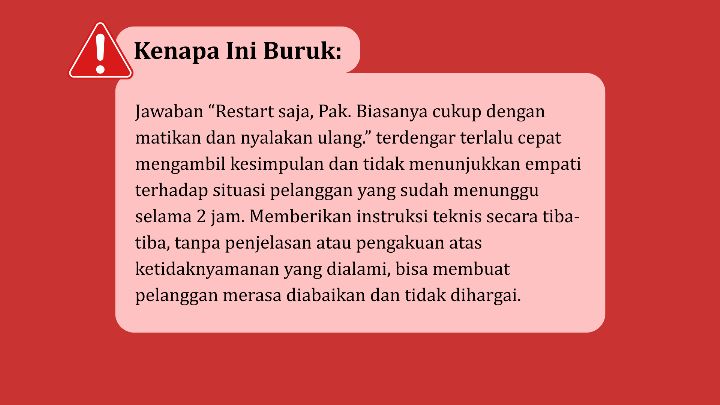 Kenapa Ini Buruk:
Jawaban “Restart saja, Pak. Biasanya cukup dengan
matikan dan nyalakan ulang.” terdengar terlalu cepat
mengambil kesimpulan dan tidak menunjukkan empati
terhadap situasi pelanggan yang sudah menunggu
selama 2 jam. Memberikan instruksi teknis secara tiba-
tiba, tanpa penjelasan atau pengakuan atas
ketidaknyamanan yang dialami, bisa membuat
pelanggan merasa diabaikan dan tidak dihargai.